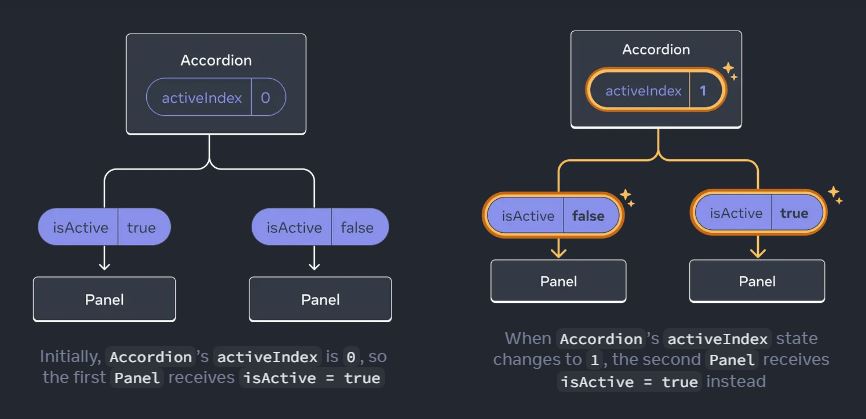 Accordion
activeIndex 0
isActive true
isActive false
Panel
Panel
Initially, Accordion's activeIndex is 0, so
the first Panel receives isActive = true
Accordion
activeIndex 1
isActive false
isActive true
Panel
Panel
When Accordion's activeIndex state
changes to 1, the second Panel receives
isActive = true instead